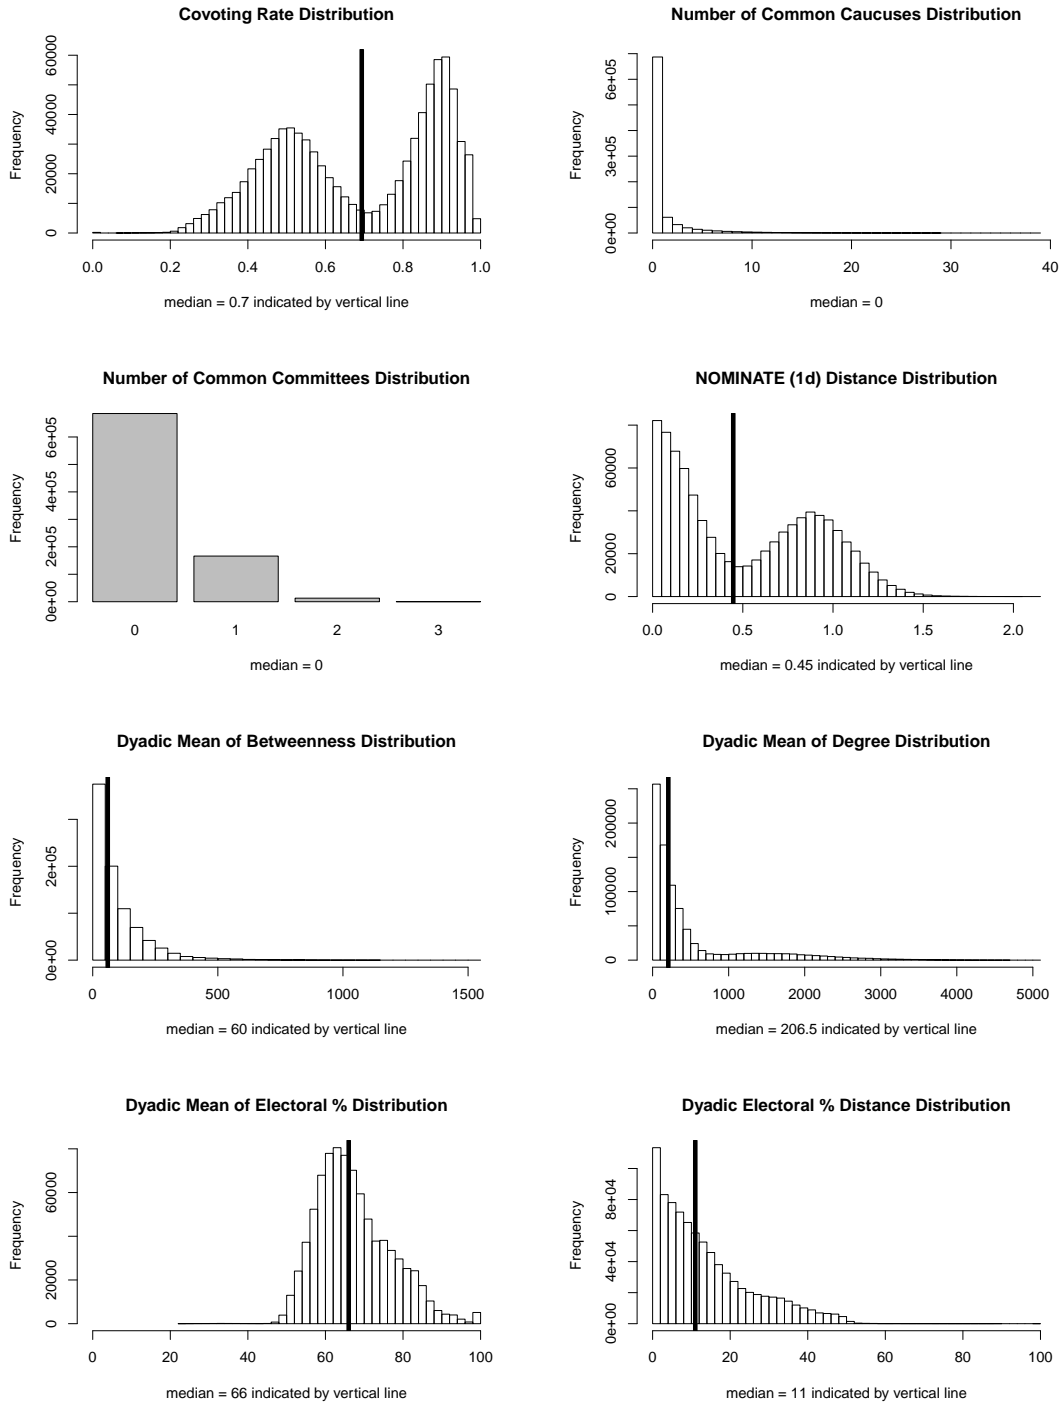 Covoting Rate Distribution
Frequency
0 20000 40000 60000
0.0 0.2 0.4 0.6 0.8 1.0
median = 0.7 indicated by vertical line
Number of Common Caucuses Distribution
Frequency
0e+00 3e+05 6e+05
0 10 20 30 40
median = 0
Number of Common Committees Distribution
Frequency
0e+00 2e+05 4e+05 6e+05
0 1 2 3
median = 0
NOMINATE (1d) Distance Distribution
Frequency
0 20000 60000
0.0 0.5 1.0 1.5 2.0
median = 0.45 indicated by vertical line
Dyadic Mean of Betweenness Distribution
Frequency
0e+00 2e+05
0 500 1000 1500
median = 60 indicated by vertical line
Dyadic Mean of Degree Distribution
Frequency
0 100000 200000
0 1000 2000 3000 4000 5000
median = 206.5 indicated by vertical line
Dyadic Mean of Electoral % Distribution
Frequency
0 20000 60000
0 20 40 60 80 100
median = 66 indicated by vertical line
Dyadic Electoral % Distance Distribution
Frequency
0e+00 4e+04 8e+04
0 20 40 60 80 100
median = 11 indicated by vertical line